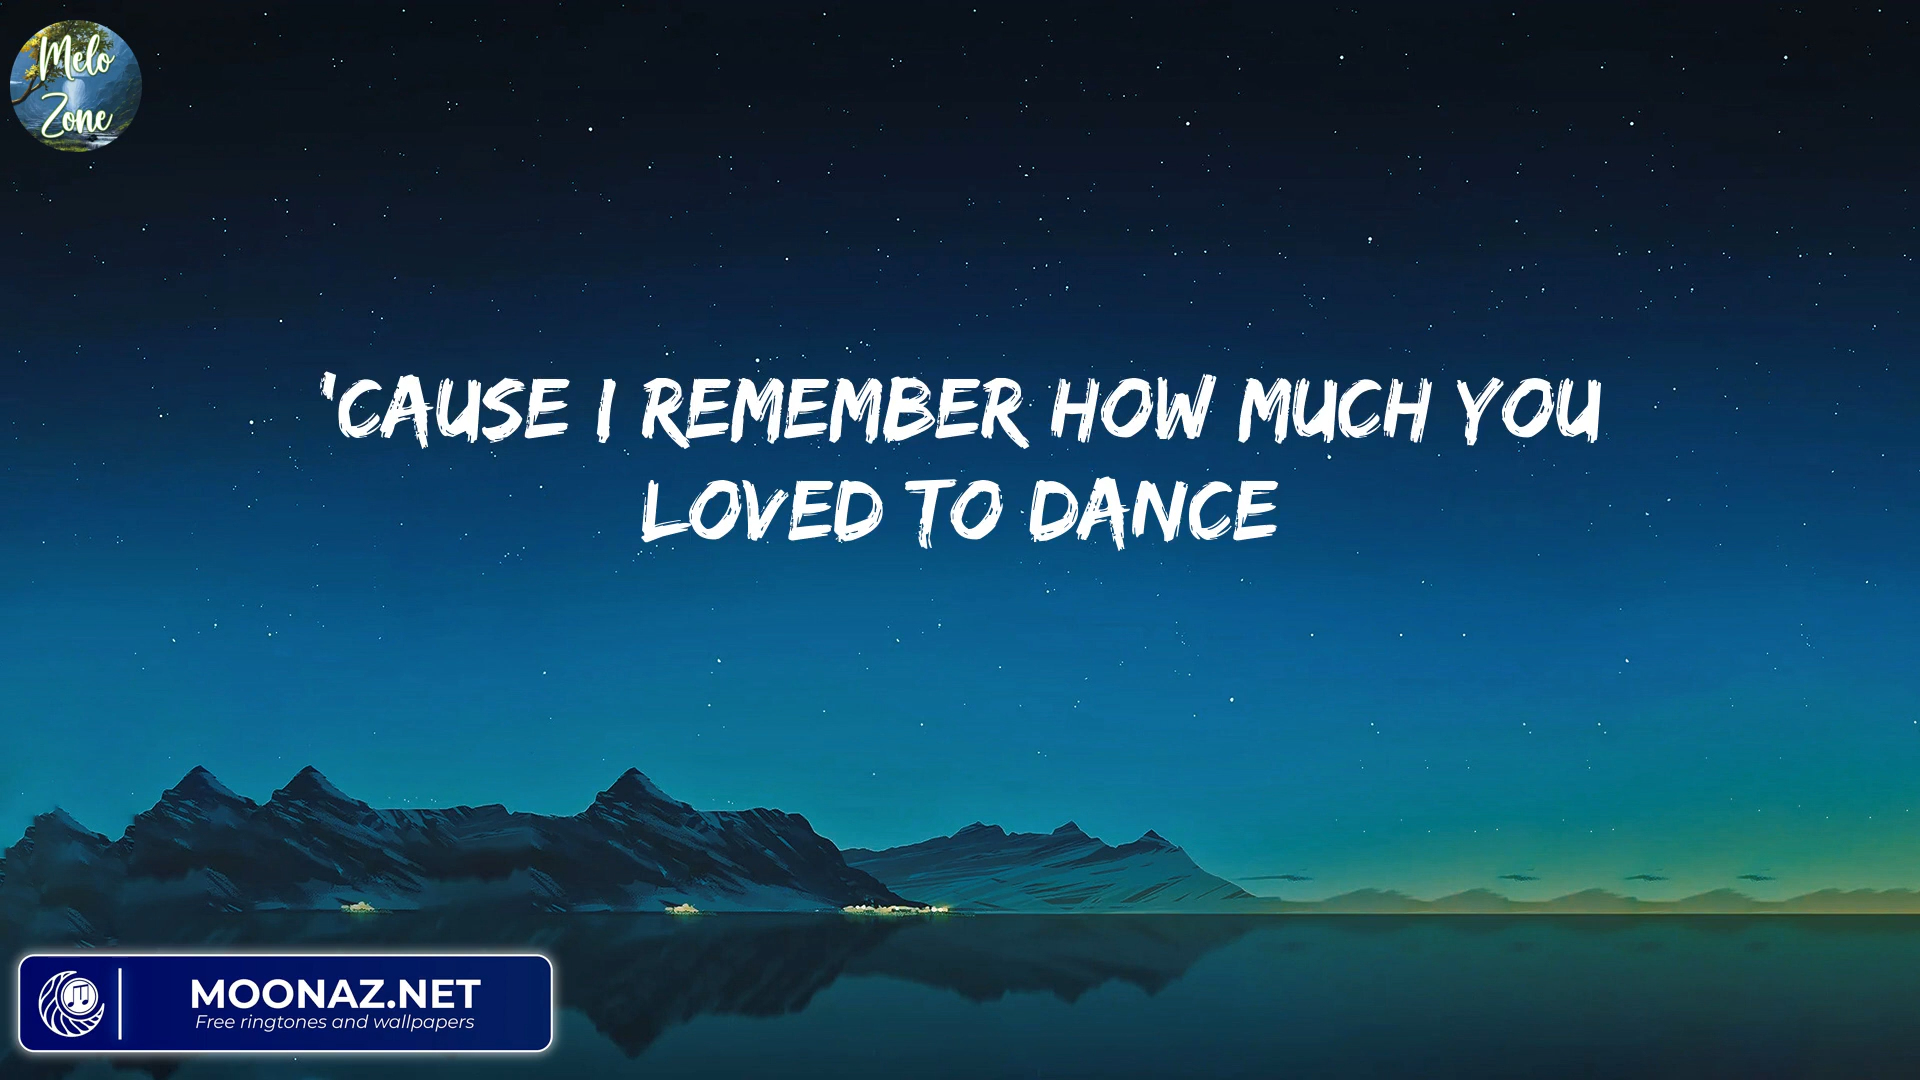 Melo
Zone
'CAUSE I REMEMBER HOW MUCH YOU
LOVED TO DANCE
MOONAZ.NET
Free ringtones and wallpapers